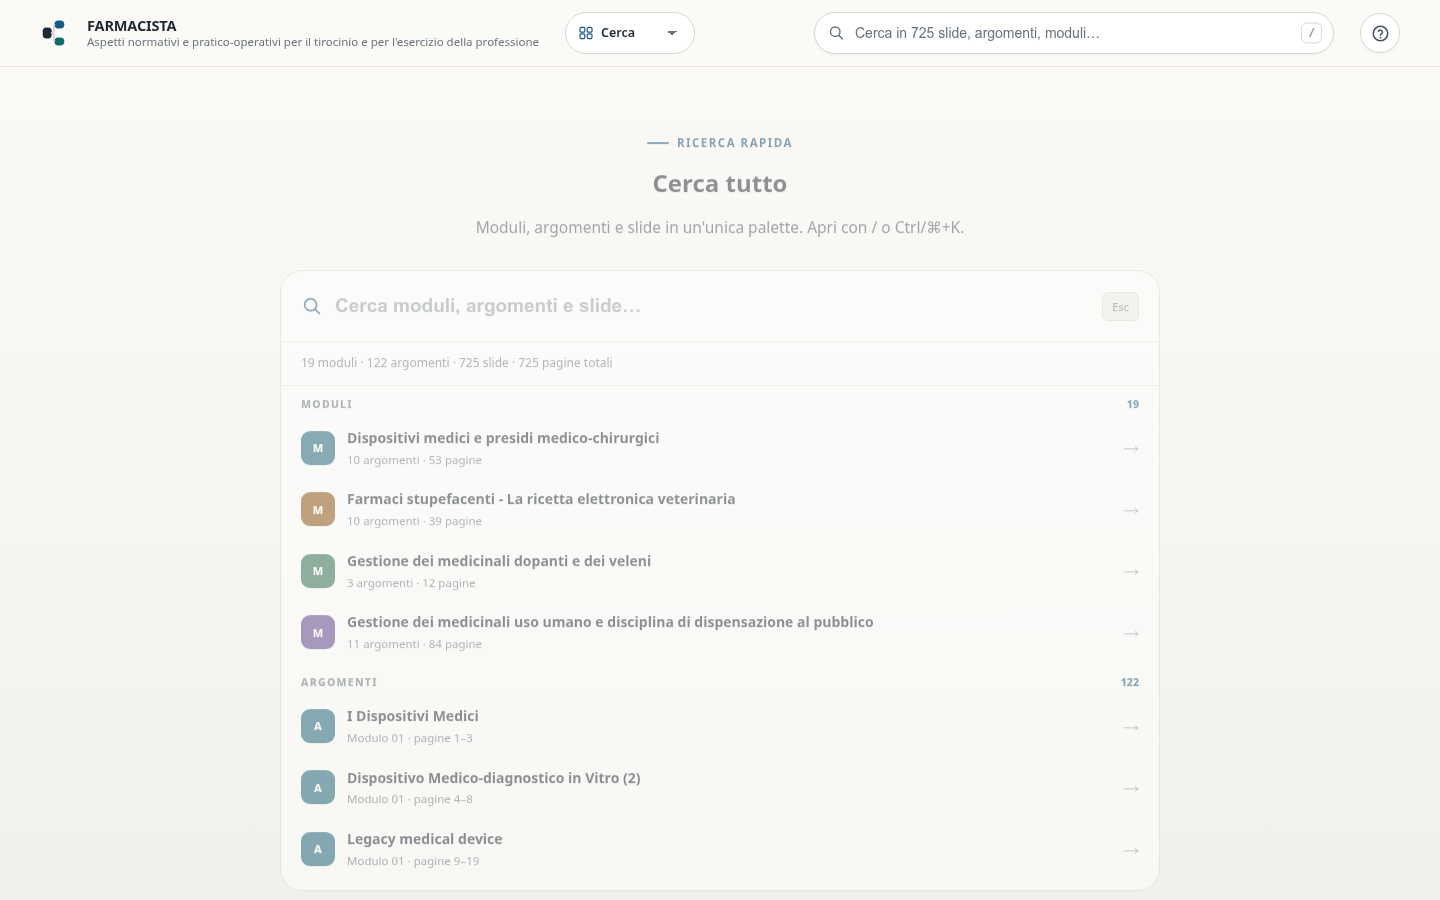 FARMACISTA
Aspetti normativi e pratico-operativi per il tirocinio e per l'esercizio della professione
Cerca
Cerca in 725 slide, argomenti, moduli…
/
RICERCA RAPIDA
Cerca tutto
Moduli, argomenti e slide in un'unica palette. Apri con / o Ctrl/⌘+K.
Cerca moduli, argomenti e slide…
Esc
19 moduli · 122 argomenti · 725 slide · 725 pagine totali
MODULI
19
M
Dispositivi medici e presidi medico-chirurgici
10 argomenti · 53 pagine
→
M
Farmaci stupefacenti - La ricetta elettronica veterinaria
10 argomenti · 39 pagine
→
M
Gestione dei medicinali dopanti e dei veleni
3 argomenti · 12 pagine
→
M
Gestione dei medicinali uso umano e disciplina di dispensazione al pubblico
11 argomenti · 84 pagine
→
ARGOMENTI
122
A
I Dispositivi Medici
Modulo 01 · pagine 1–3
→
A
Dispositivo Medico-diagnostico in Vitro (2)
Modulo 01 · pagine 4–8
→
A
Legacy medical device
Modulo 01 · pagine 9–19
→